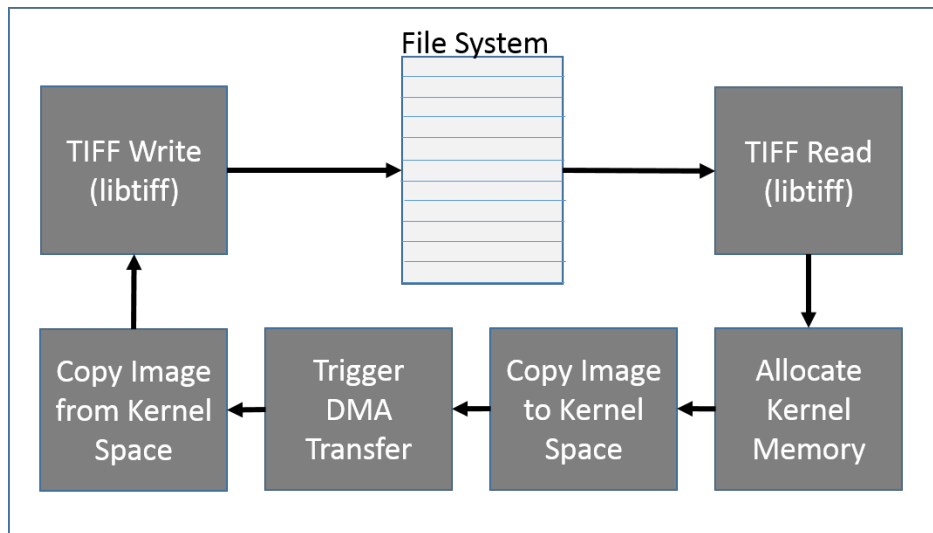 File System
TIFF Write
(libtiff)
TIFF Read
(libtiff)
Copy Image
from Kernel
Space
Trigger
DMA
Transfer
Copy Image
to Kernel
Space
Allocate
Kernel
Memory